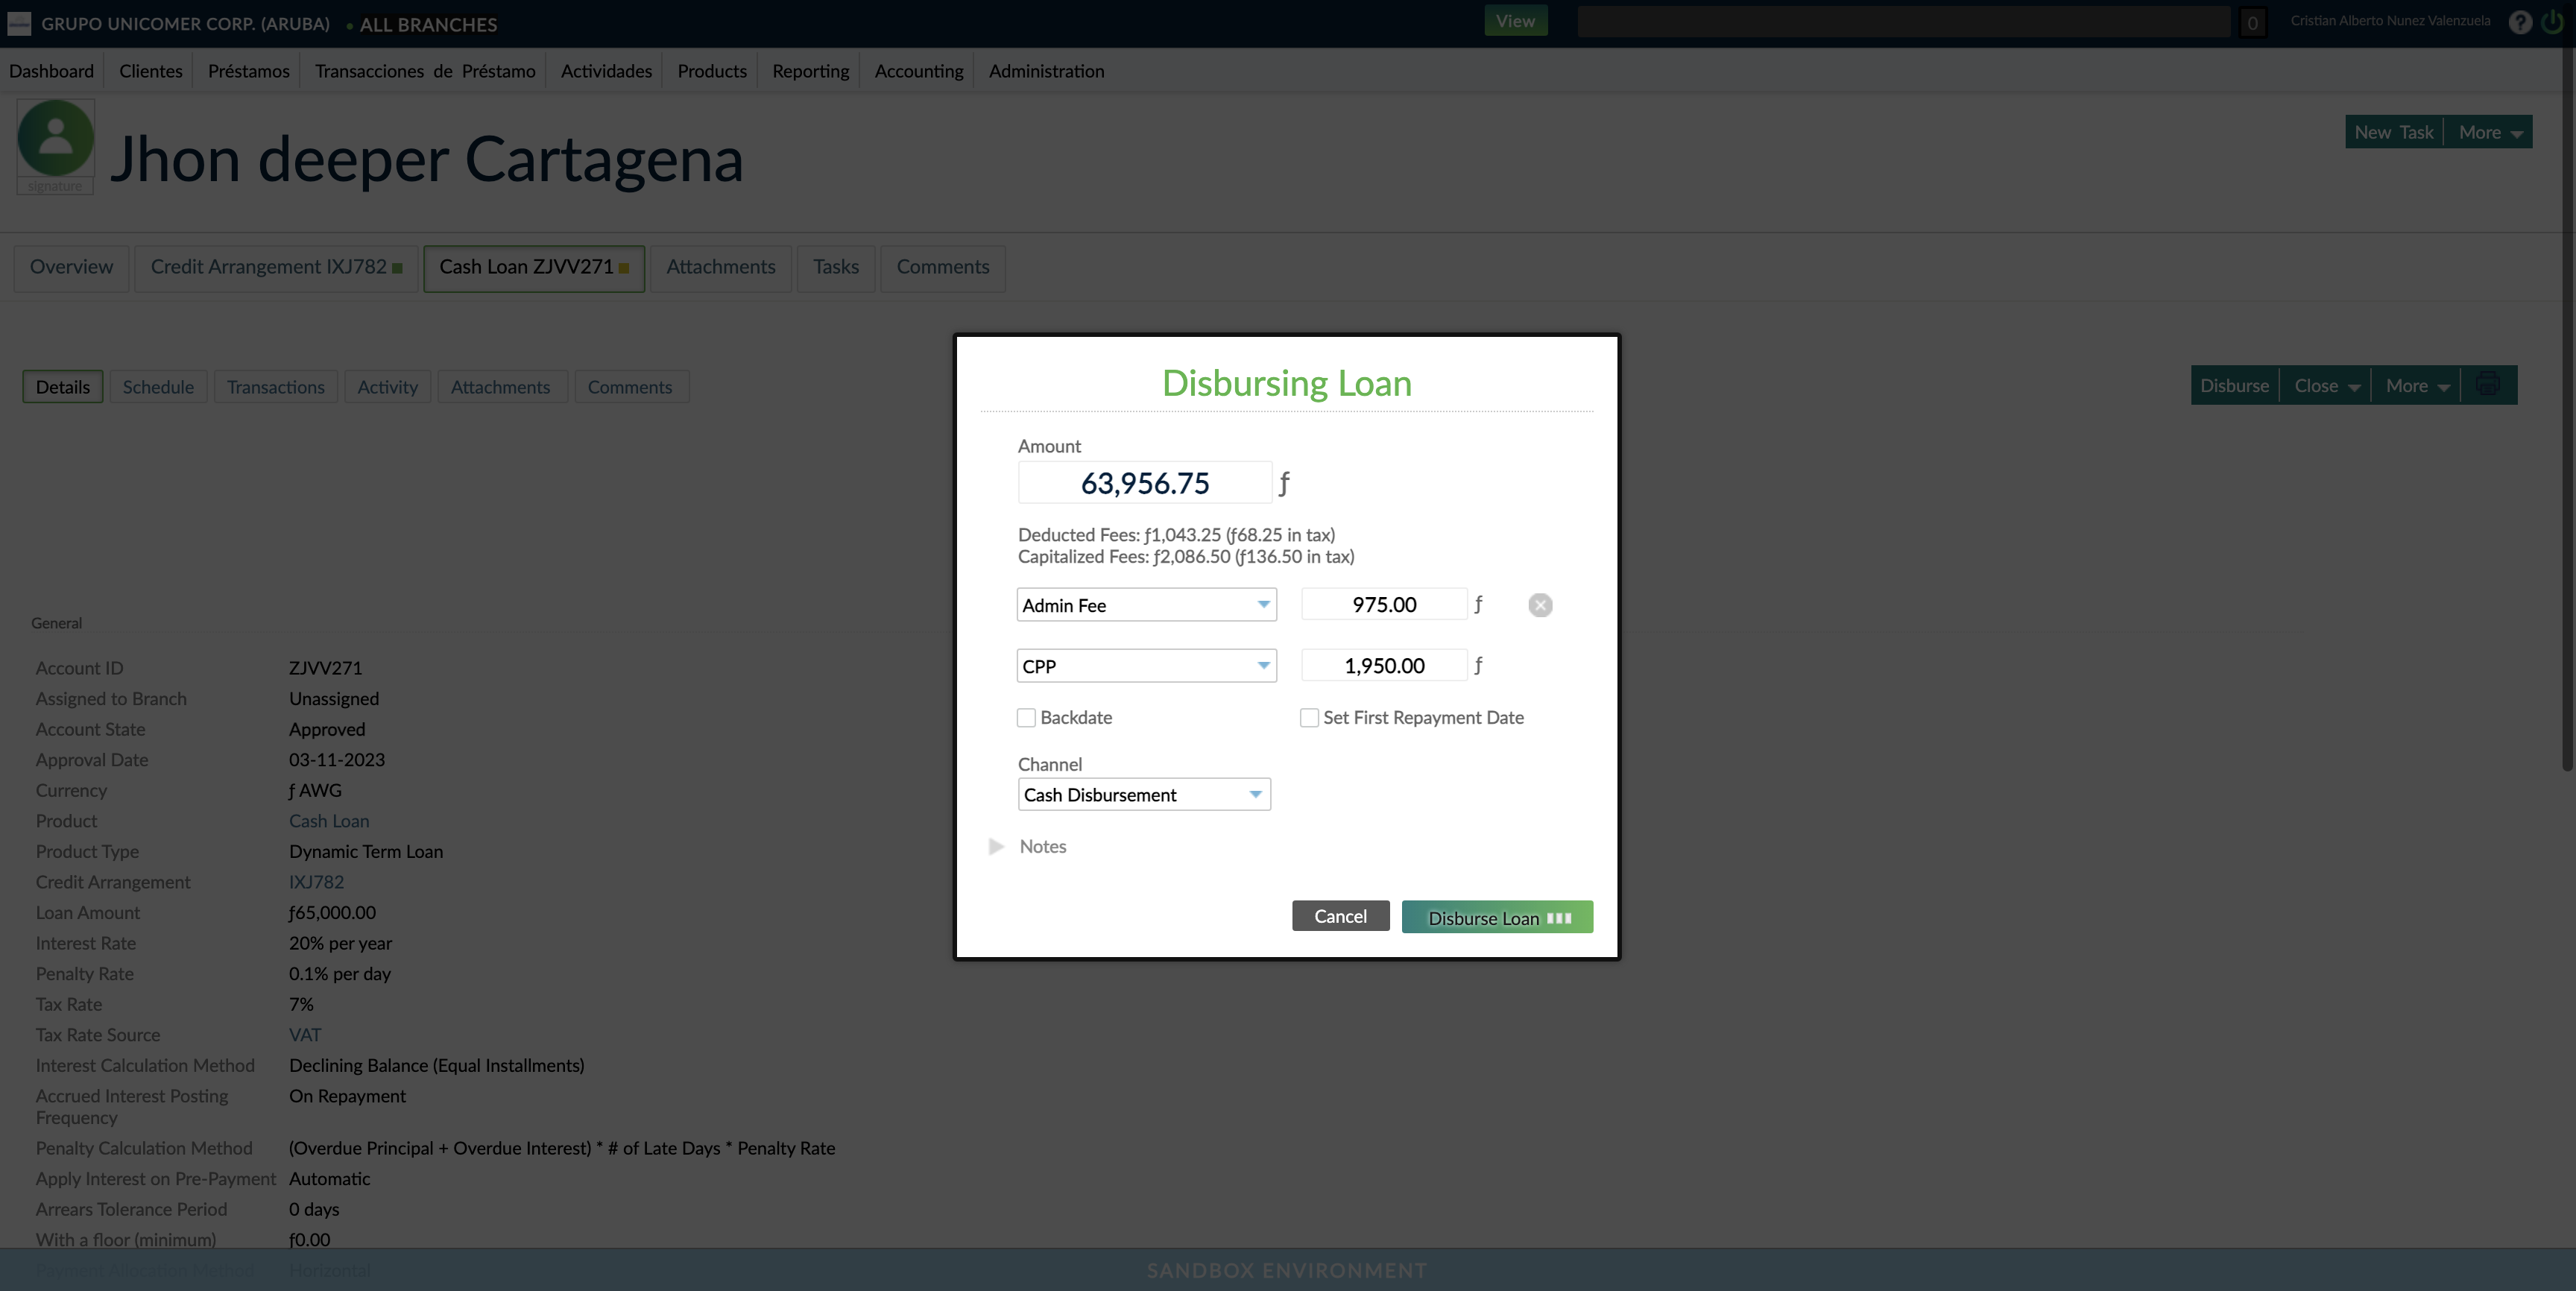 GRUPO UNICOMER CORP. (ARUBA) • ALL BRANCHES
View
0
Cristian Alberto Nunez Valenzuela
?
Dashboard Clientes Préstamos Transacciones de Préstamo Actividades Products Reporting Accounting Administration
signature
Jhon deeper Cartagena
New Task More
Overview Credit Arrangement IXJ782 Cash Loan ZJVV271 Attachments Tasks Comments
Details Schedule Transactions Activity Attachments Comments
Disburse Close More
Disbursing Loan
Amount
63,956.75 ƒ
Deducted Fees: ƒ1,043.25 (ƒ68.25 in tax)
Capitalized Fees: ƒ2,086.50 (ƒ136.50 in tax)
Admin Fee 975.00 ƒ
CPP 1,950.00 ƒ
Backdate Set First Repayment Date
Channel
Cash Disbursement
Notes
Cancel Disburse Loan
General
Account ID ZJVV271
Assigned to Branch Unassigned
Account State Approved
Approval Date 03-11-2023
Currency ƒ AWG
Product Cash Loan
Product Type Dynamic Term Loan
Credit Arrangement IXJ782
Loan Amount ƒ65,000.00
Interest Rate 20% per year
Penalty Rate 0.1% per day
Tax Rate 7%
Tax Rate Source VAT
Interest Calculation Method Declining Balance (Equal Installments)
Accrued Interest Posting On Repayment
Frequency
Penalty Calculation Method (Overdue Principal + Overdue Interest) * # of Late Days * Penalty Rate
Apply Interest on Pre-Payment Automatic
Arrears Tolerance Period 0 days
With a floor (minimum) ƒ0.00
Payment Allocation Method Horizontal
SANDBOX ENVIRONMENT